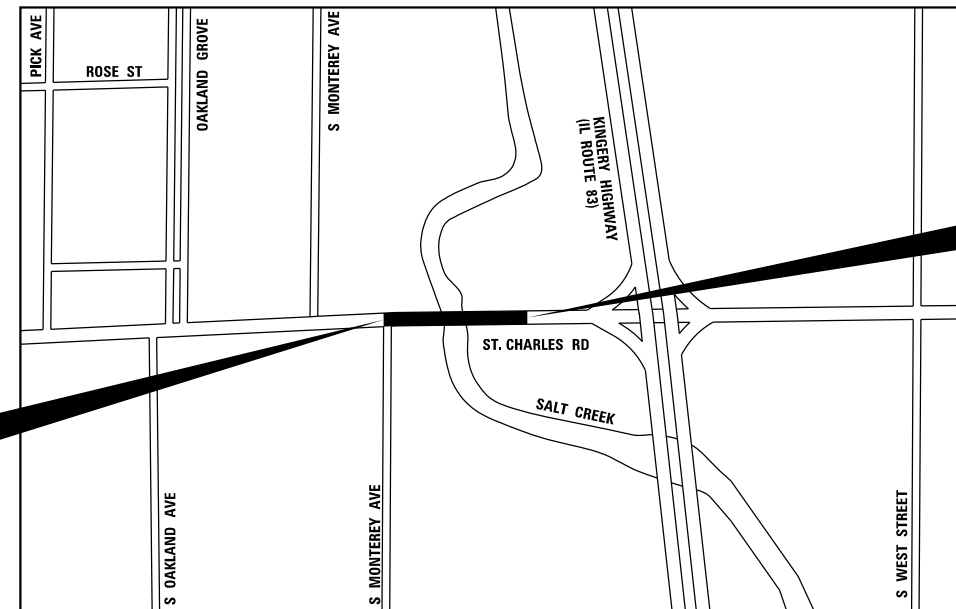 PICK AVE
ROSE ST
OAKLAND GROVE
S MONTEREY AVE
KINGERY HIGHWAY
(IL ROUTE 83)
ST. CHARLES RD
SALT CREEK
S OAKLAND AVE
S MONTEREY AVE
S WEST STREET